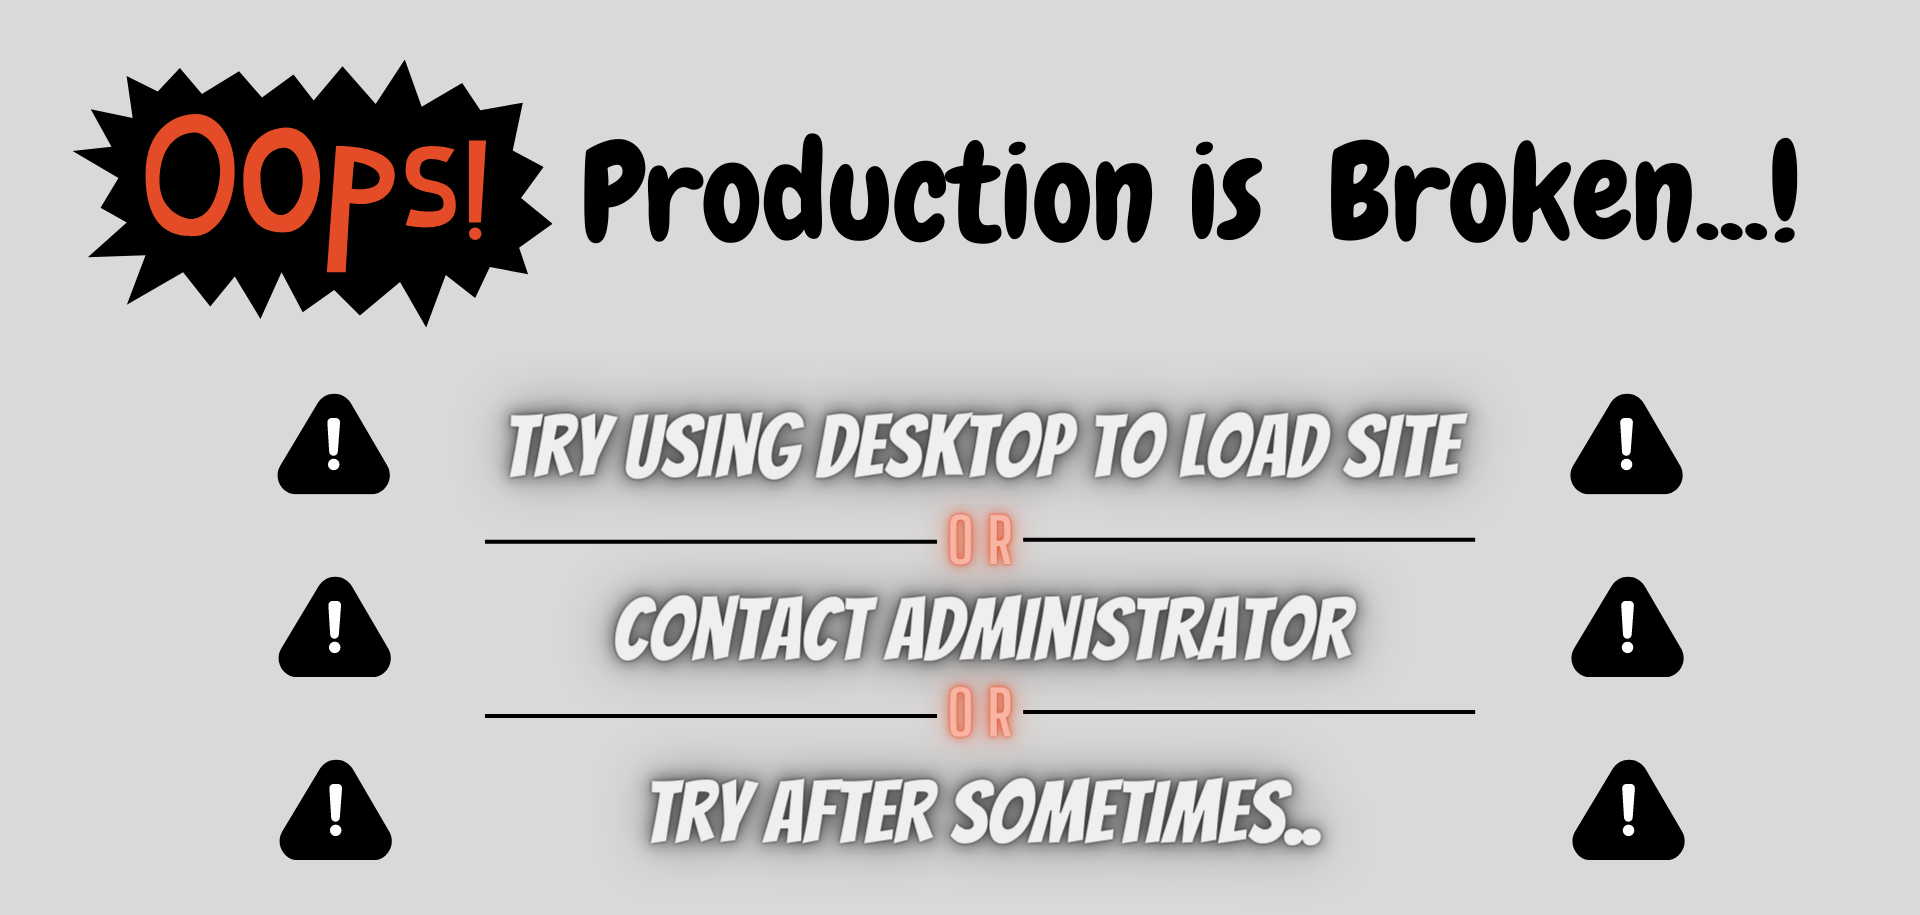 Oops! Production is Broken...!
TRY USING DESKTOP TO LOAD SITE
OR
CONTACT ADMINISTRATOR
OR
TRY AFTER SOMETIMES..